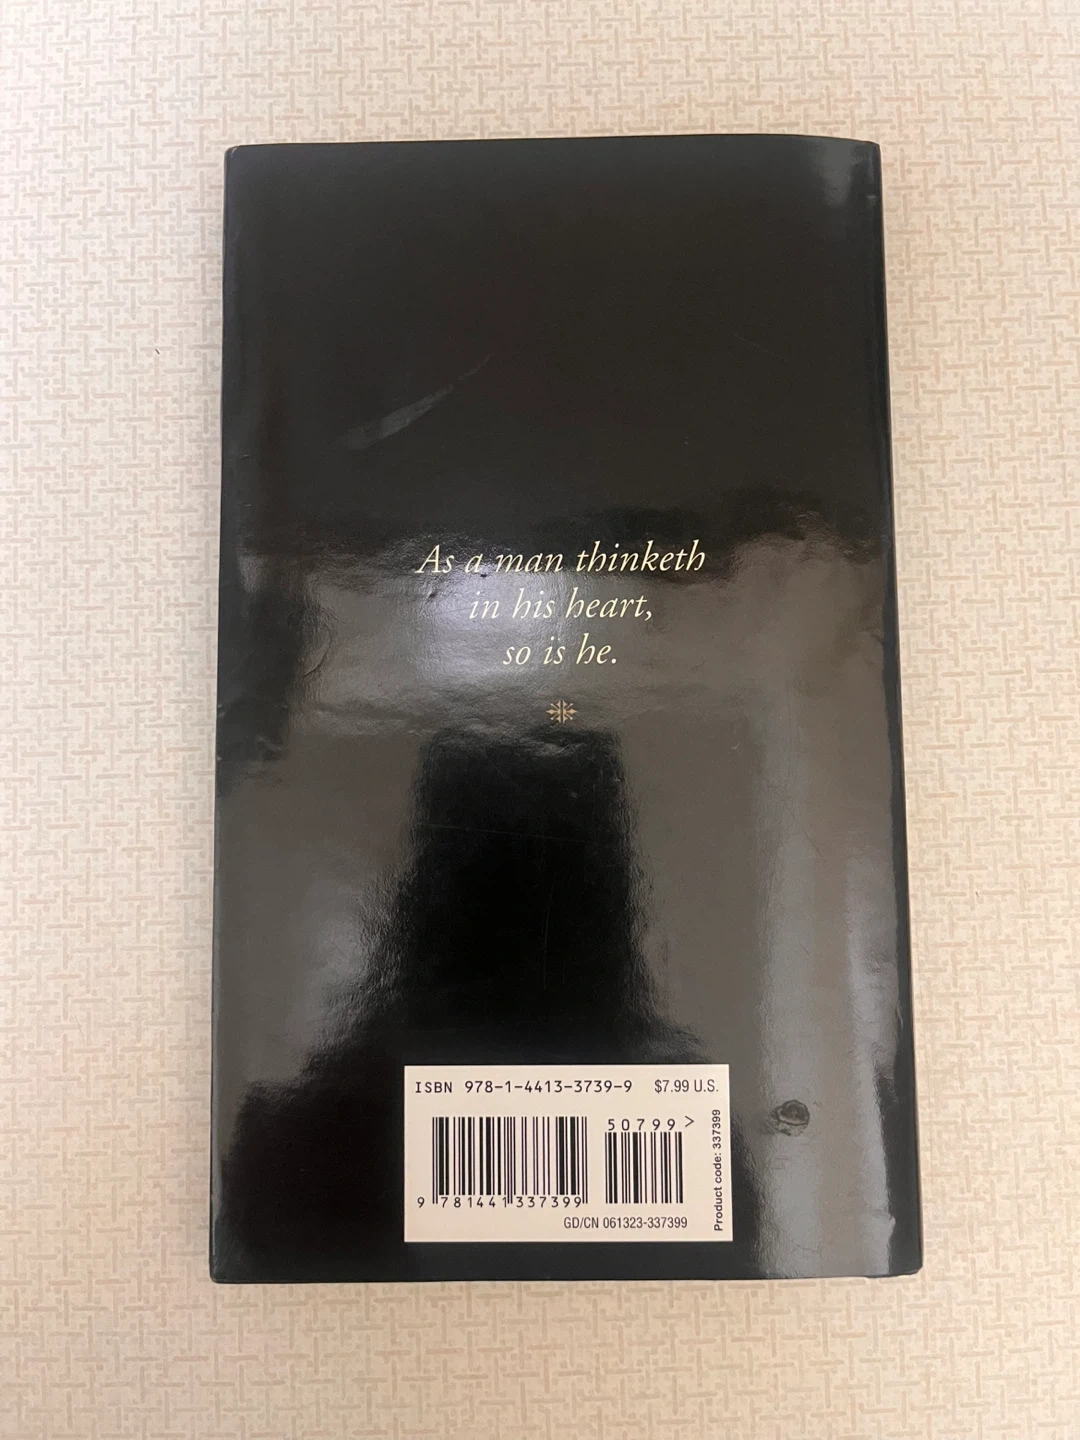 As a man thinketh
in his heart,
so is he.
ISBN 978-1-4413-3739-9 $7.99 U.S.
50799>
9 781441 337399
GD/CN 061323-337399
Product code: 337399